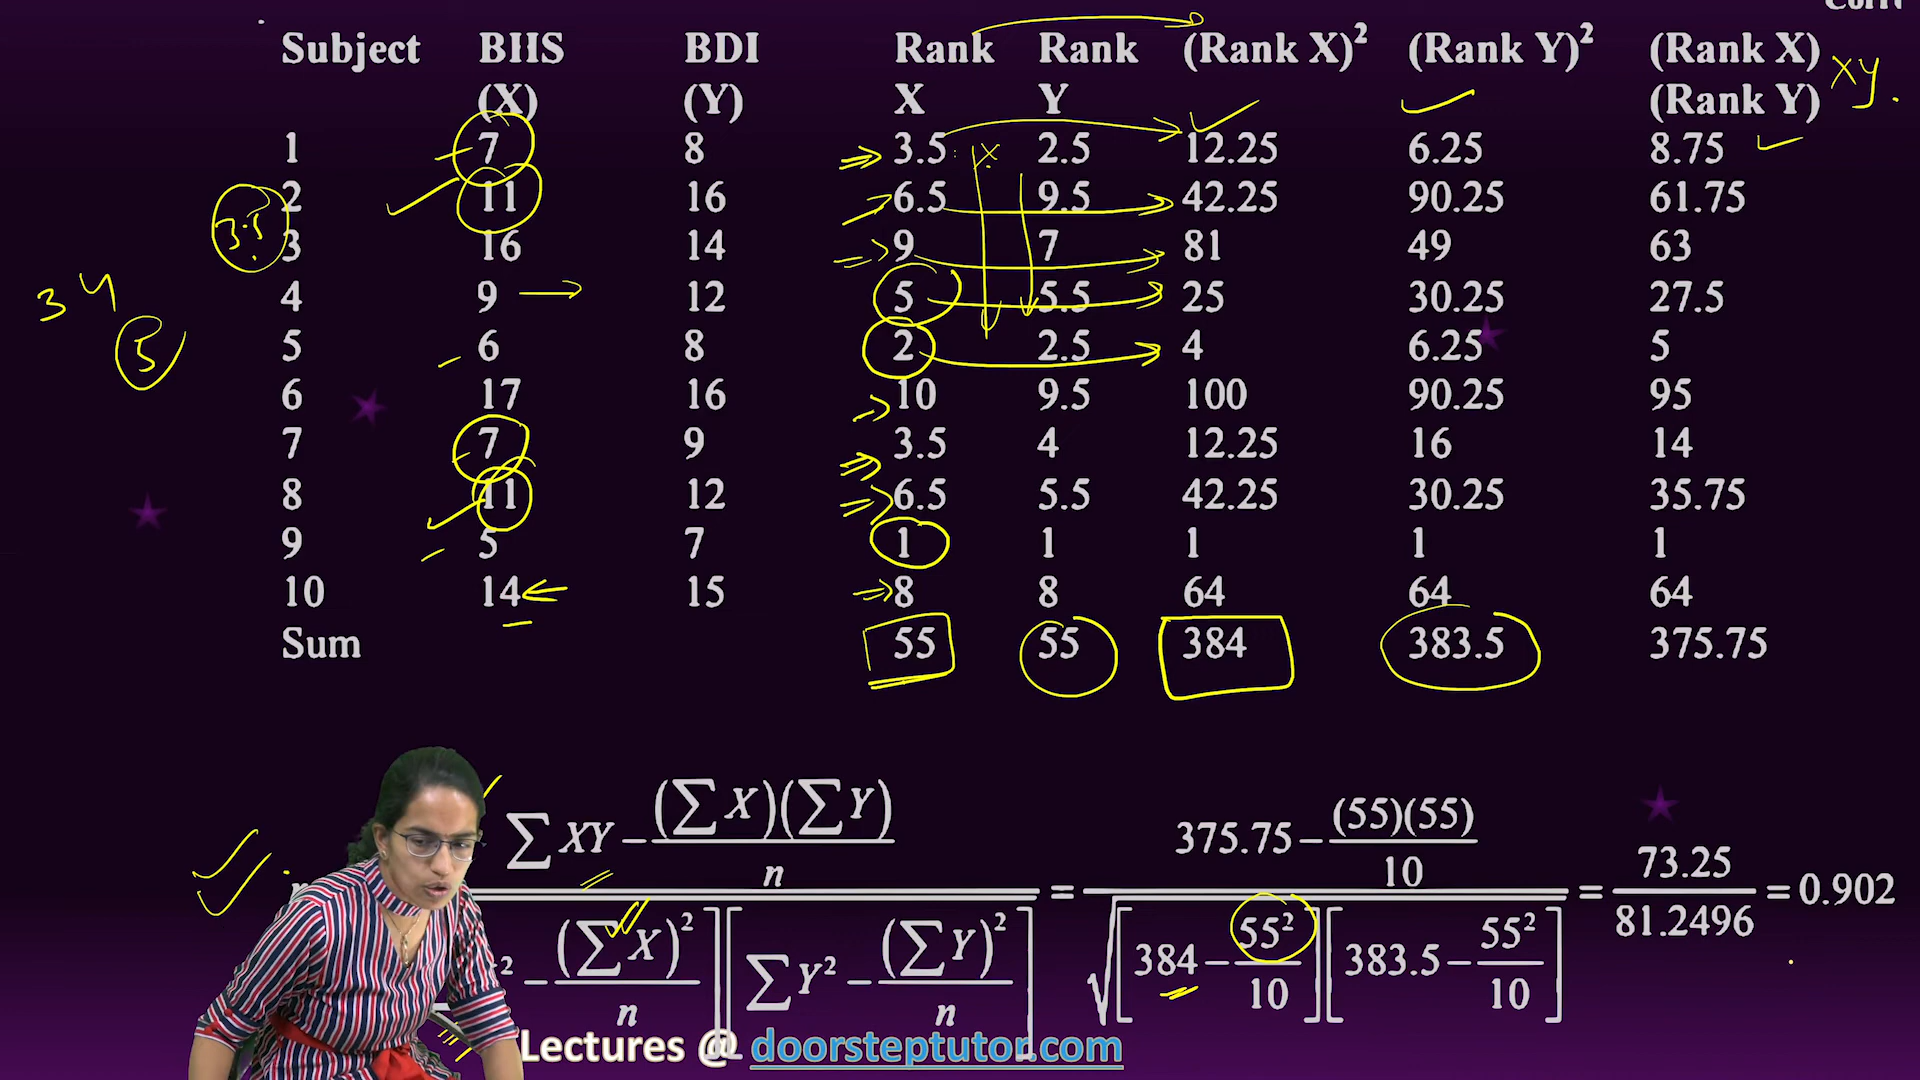 Subject BHS BDI Rank Rank (Rank X)² (Rank Y)² (Rank X)
(X) (Y) X Y (Rank Y) xy.
1 7 8 3.5 2.5 12.25 6.25 8.75
2 11 16 6.5 9.5 42.25 90.25 61.75
3.5
3 16 14 9 7 81 49 63
3 4
4 9 12 5 5.5 25 30.25 27.5
5
5 6 8 2 2.5 4 6.25 5
6 17 16 10 9.5 100 90.25 95
7 7 9 3.5 4 12.25 16 14
8 11 12 6.5 5.5 42.25 30.25 35.75
9 5 7 1 1 1 1 1
10 14 15 8 8 64 64 64
Sum 55 55 384 383.5 375.75
∑XY − (∑X)(∑Y) / n
[ ² − (∑X)² / n ] [ ∑Y² − (∑Y)² / n ]
= 375.75 − (55)(55) / 10
√[384 − 55² / 10] [383.5 − 55² / 10]
= 73.25 / 81.2496 = 0.902
Lectures @ doorsteptutor.com